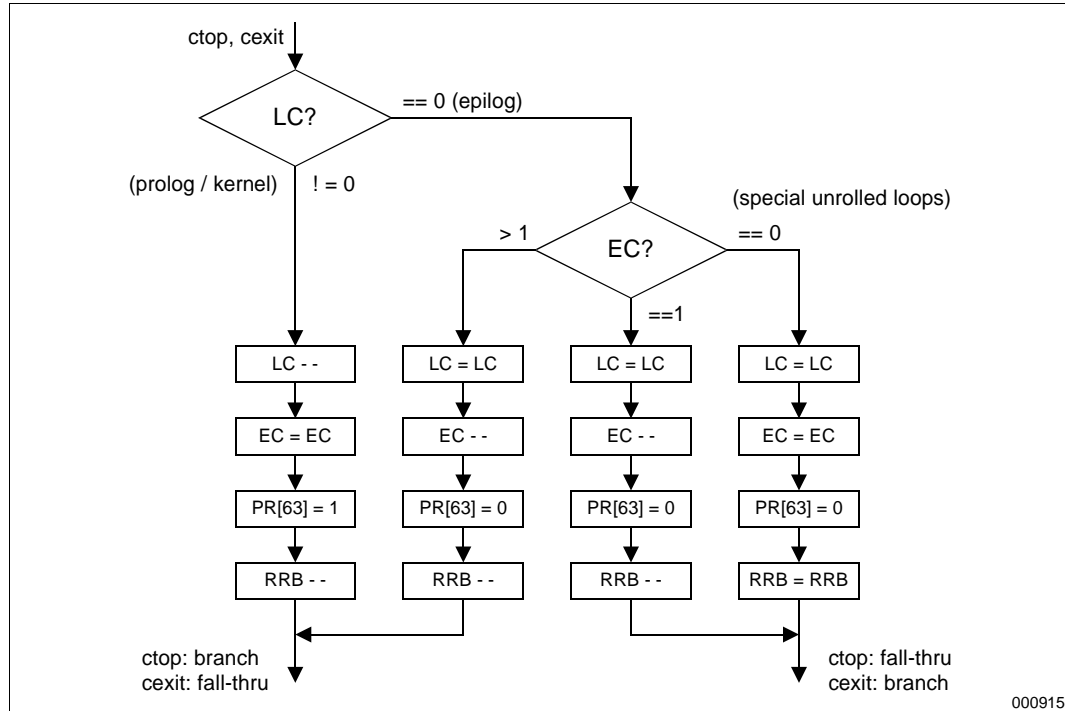 ctop, cexit
LC?
== 0 (epilog)
(prolog / kernel)
! = 0
(special unrolled loops)
> 1
EC?
== 0
==1
LC - -
LC = LC
LC = LC
LC = LC
EC = EC
EC - -
EC - -
EC = EC
PR[63] = 1
PR[63] = 0
PR[63] = 0
PR[63] = 0
RRB - -
RRB - -
RRB - -
RRB = RRB
ctop: branch
cexit: fall-thru
ctop: fall-thru
cexit: branch
000915